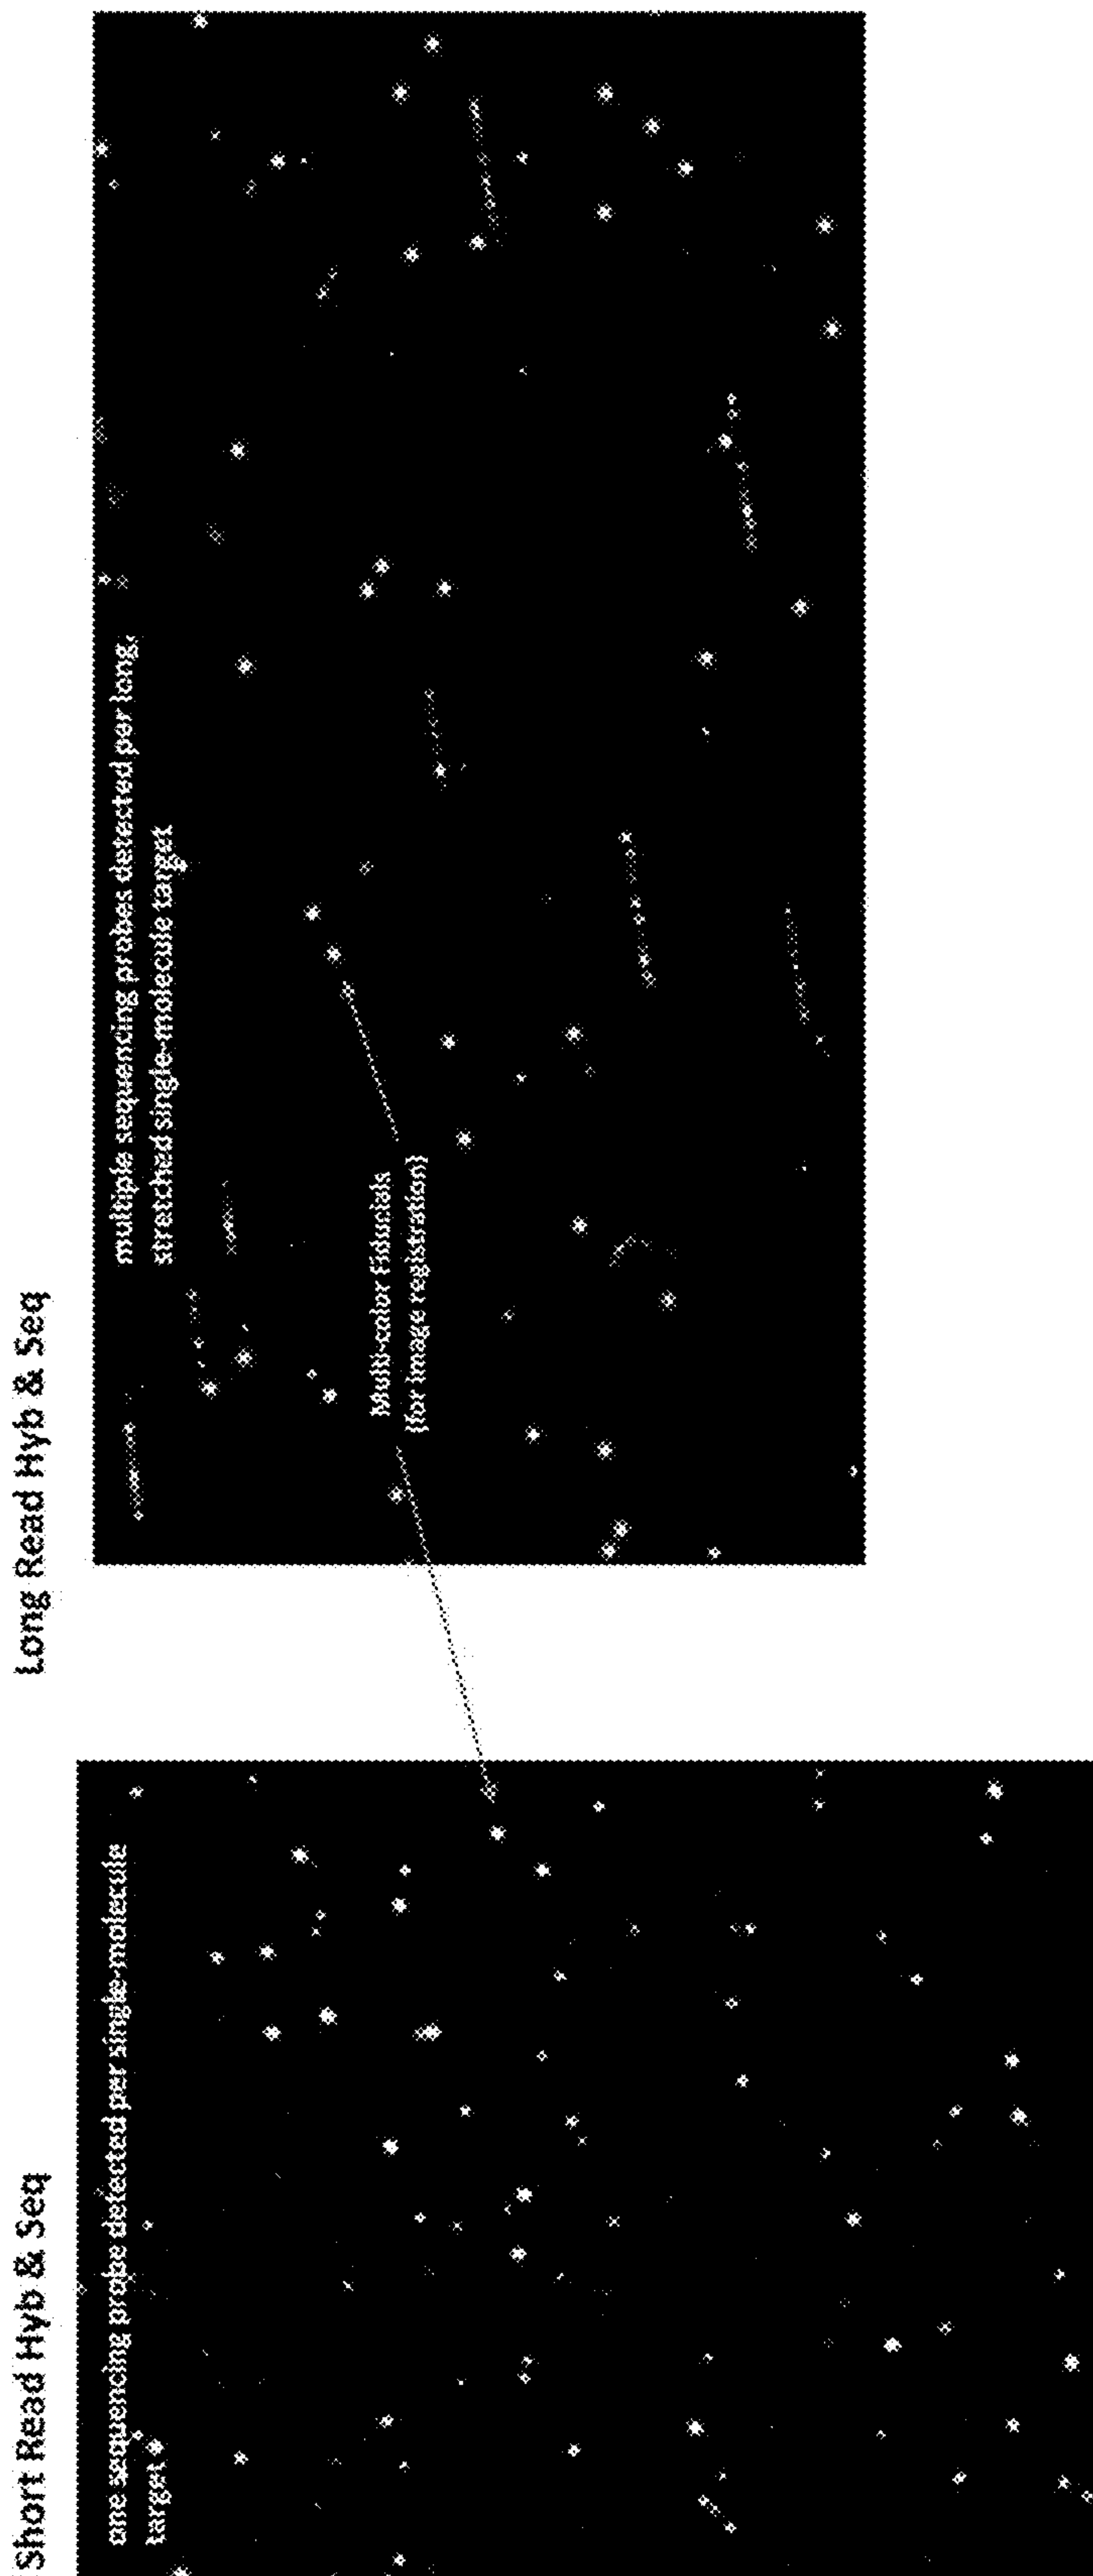 Short Read Hyb & Seq
one sequencing probe detected per single-molecule
target
Long Read Hyb & Seq
multiple sequencing probes detected per long,
stretched single-molecule target
Multi-color Fiducials
(for image registration)